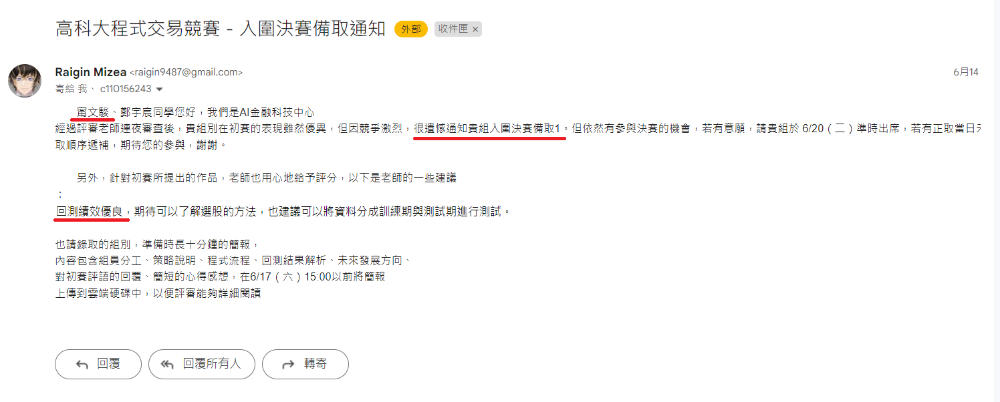 高科大程式交易競賽 - 入圍決賽備取通知 外部 收件匣 ×
Raigin Mizea <raigin9487@gmail.com> 6月14
寄給 我、 c110156243
甯文駿、鄭宇宸同學您好，我們是AI金融科技中心
經過評審老師連夜審查後，貴組別在初賽的表現雖然優異，但因競爭激烈，很遺憾通知貴組入圍決賽備取1。但依然有參與決賽的機會，若有意願，請貴組於 6/20（二）準時出席，若有正取當日
取順序遞補，期待您的參與，謝謝。
另外，針對初賽所提出的作品，老師也用心地給予評分，以下是老師的一些建議
：
回測績效優良，期待可以了解選股的方法，也建議可以將資料分成訓練期與測試期進行測試。
也請錄取的組別，準備時長十分鐘的簡報，
內容包含組員分工、策略說明、程式流程、回測結果解析、未來發展方向、
對初賽評語的回覆、簡短的心得感想，在6/17（六）15:00以前將簡報
上傳到雲端硬碟中，以便評審能夠詳細閱讀
回覆 回覆所有人 轉寄